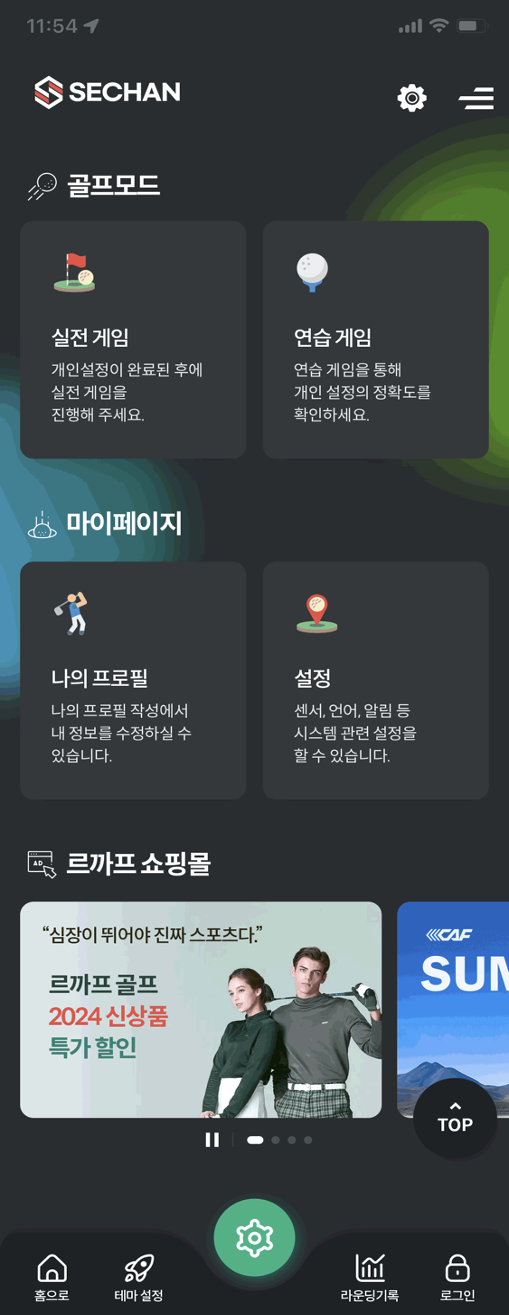 11:54
SECHAN
골프모드
실전 게임
개인설정이 완료된 후에
실전 게임을
진행해 주세요.
연습 게임
연습 게임을 통해
개인 설정의 정확도를
확인하세요.
마이페이지
나의 프로필
나의 프로필 작성에서
내 정보를 수정하실 수
있습니다.
설정
센서, 언어, 알림 등
시스템 관련 설정을
할 수 있습니다.
AD
르까프 쇼핑몰
“심장이 뛰어야 진짜 스포츠다.”
르까프 골프
2024 신상품
특가 할인
CAF
SUM
TOP
홈으로
테마 설정
라운딩기록
로그인